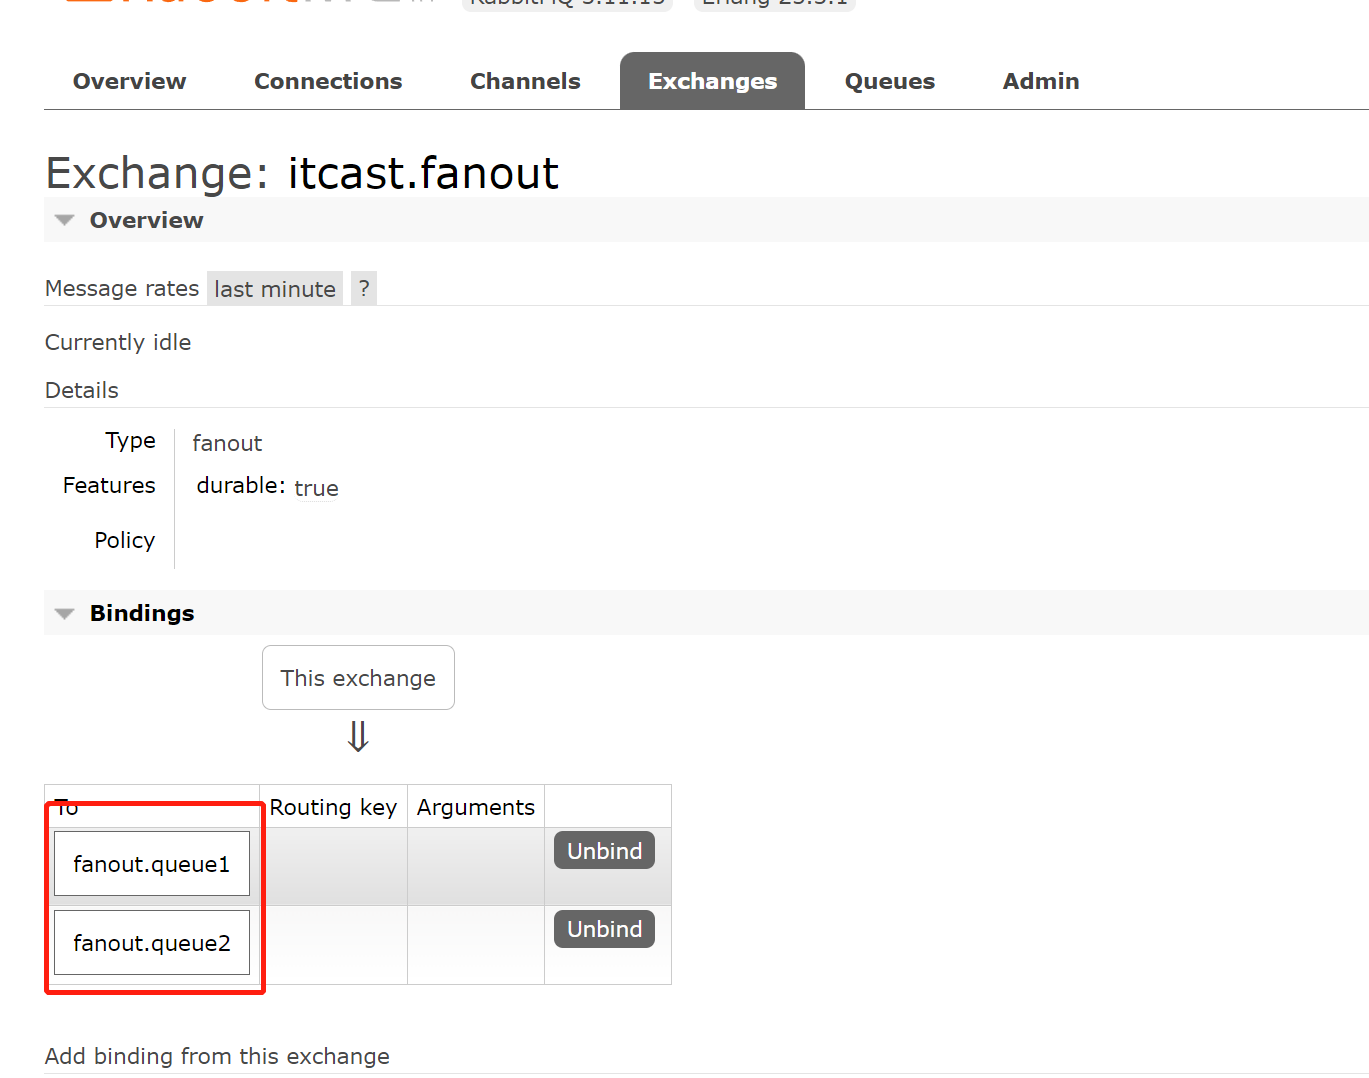 Overview Connections Channels Exchanges Queues Admin
Exchange: itcast.fanout
Overview
Message rates last minute ?
Currently idle
Details
Type fanout
Features durable: true
Policy
Bindings
This exchange
⇓
To Routing key Arguments
fanout.queue1 Unbind
fanout.queue2 Unbind
Add binding from this exchange